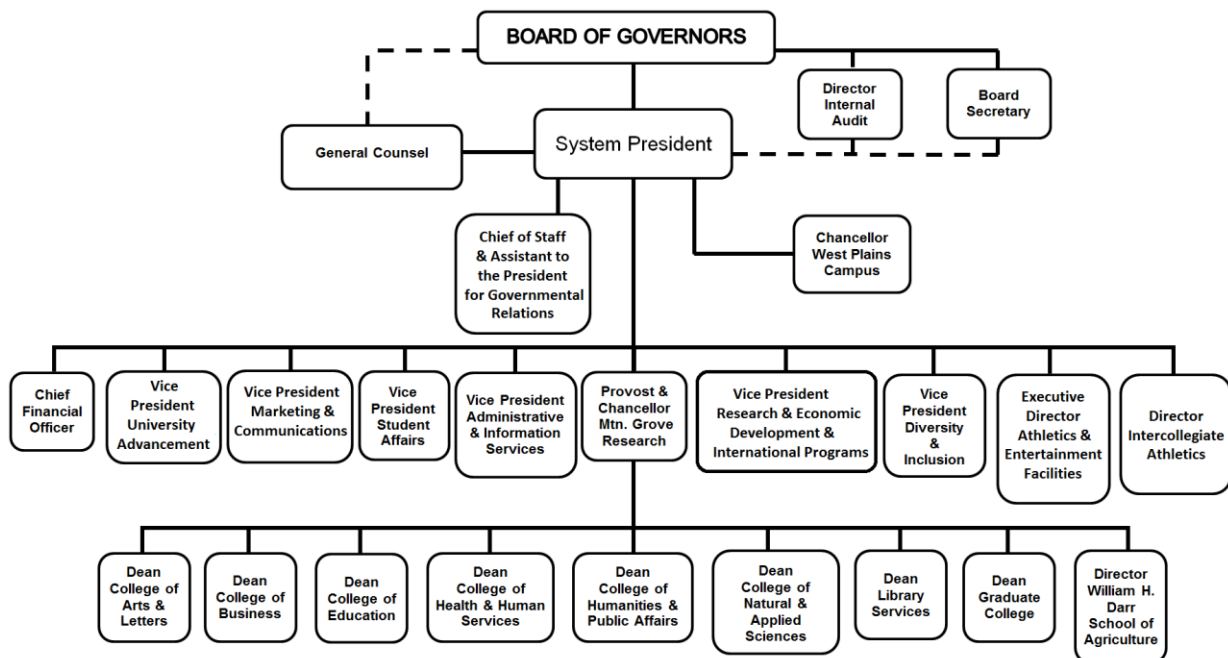 BOARD OF GOVERNORS
Director
Internal
Audit
Board
Secretary
General Counsel
System President
Chief of Staff
& Assistant to
the President
for Governmental
Relations
Chancellor
West Plains
Campus
Chief
Financial
Officer
Vice
President
University
Advancement
Vice President
Marketing &
Communications
Vice
President
Student
Affairs
Vice President
Administrative
& Information
Services
Provost &
Chancellor
Mtn. Grove
Research
Vice President
Research & Economic
Development &
International Programs
Vice
President
Diversity
&
Inclusion
Executive
Director
Athletics &
Entertainment
Facilities
Director
Intercollegiate
Athletics
Dean
College of
Arts &
Letters
Dean
College of
Business
Dean
College of
Education
Dean
College of
Health & Human
Services
Dean
College of
Humanities &
Public Affairs
Dean
College of
Natural &
Applied
Sciences
Dean
Library
Services
Dean
Graduate
College
Director
William H.
Darr
School of
Agriculture